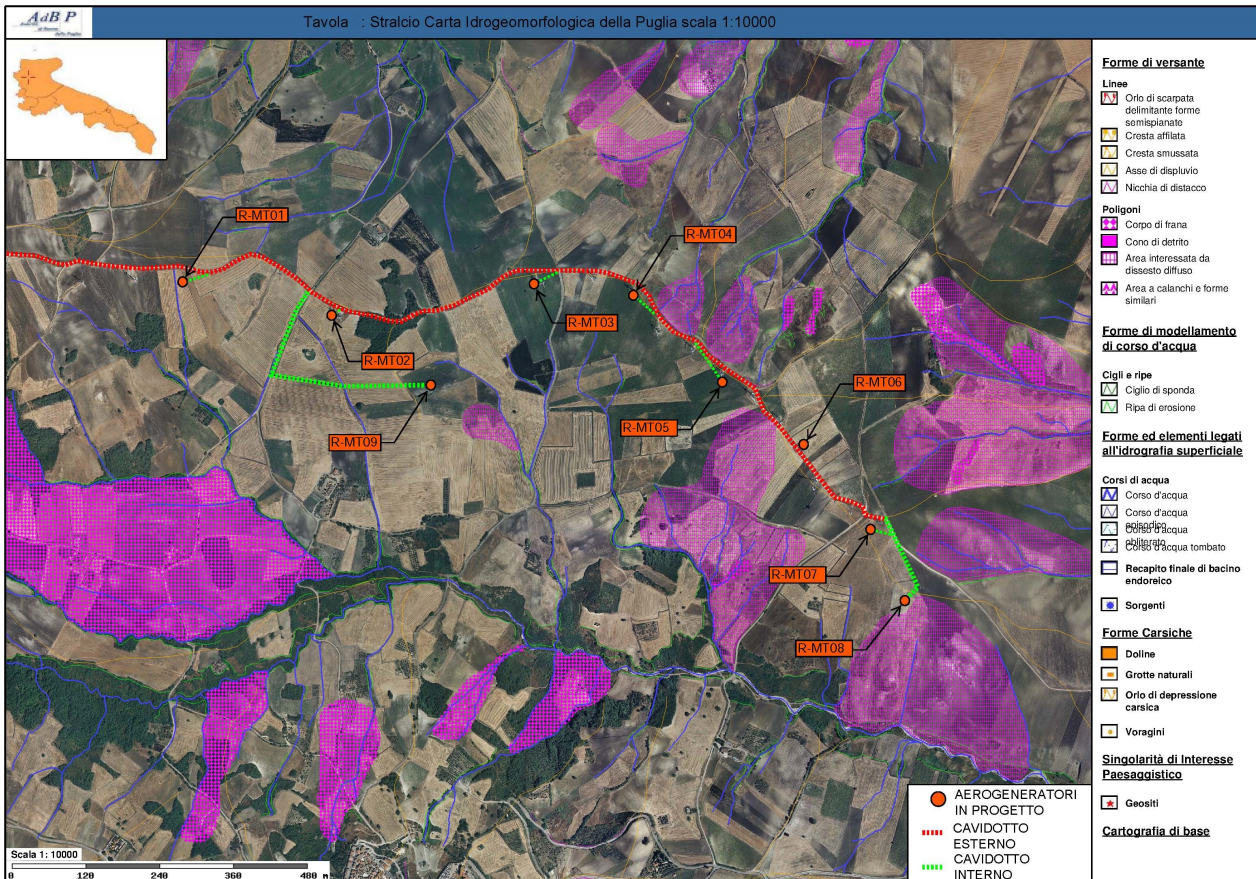 AdB P
della Puglia
Tavola : Stralcio Carta Idrogeomorfologica della Puglia scala 1:10000
R-MT01
R-MT04
R-MT03
R-MT02
R-MT06
R-MT05
R-MT09
R-MT07
R-MT08
Scala 1: 10000
0 120 240 360 480 m
AEROGENERATORI
IN PROGETTO
CAVIDOTTO
ESTERNO
CAVIDOTTO
INTERNO
Forme di versante
Linee
Orlo di scarpata
delimitante forme
semispianate
Cresta affilata
Cresta smussata
Asse di displuvio
Nicchia di distacco
Poligoni
Corpo di frana
Cono di detrito
Area interessata da
dissesto diffuso
Area a calanchi e forme
similari
Forme di modellamento
di corso d'acqua
Cigli e ripe
Ciglio di sponda
Ripa di erosione
Forme ed elementi legati
all'idrografia superficiale
Corsi di acqua
Corso d'acqua
Corso d'acqua
episodico
Corso d'acqua
obliterato
Corso d'acqua tombato
Recapito finale di bacino
endoreico
Sorgenti
Forme Carsiche
Doline
Grotte naturali
Orlo di depressione
carsica
Voragini
Singolarità di Interesse
Paesaggistico
Geositi
Cartografia di base